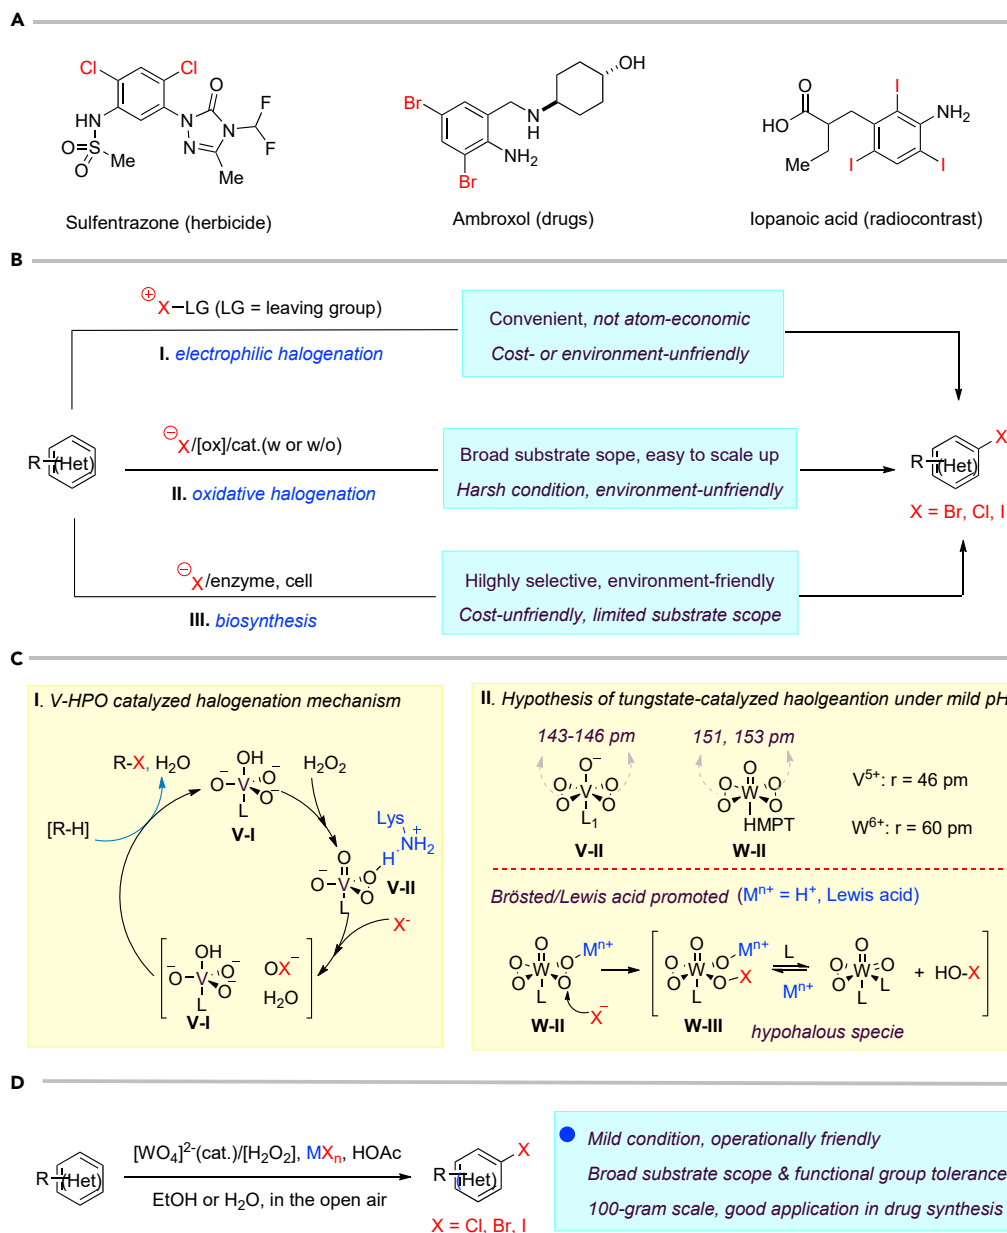 A
Cl
Cl
NH
O
S
O
Me
N
N
O
N
F
F
Me
Sulfentrazone (herbicide)
Br
Br
N
H
NH2
OH
Ambroxol (drugs)
O
HO
Me
I
NH2
I
I
Iopanoic acid (radiocontrast)
B
⊕
X–LG (LG = leaving group)
I. electrophilic halogenation
Convenient, not atom-economic
Cost- or environment-unfriendly
R
(Het)
⊖
X/[ox]/cat.(w or w/o)
II. oxidative halogenation
Broad substrate sope, easy to scale up
Harsh condition, environment-unfriendly
X
R
(Het)
X = Br, Cl, I
⊖
X/enzyme, cell
III. biosynthesis
Hilghly selective, environment-friendly
Cost-unfriendly, limited substrate scope
C
I. V-HPO catalyzed halogenation mechanism
R-X, H2O
[R-H]
OH
O−
V
O−
O−
L
V-I
H2O2
Lys
+
NH2
H
O
O−
V
O
O
L
V-II
X-
OH
−O
V
O−
O−
L
V-I
OX−
H2O
II. Hypothesis of tungstate-catalyzed haolgeantion under mild pH
143-146 pm
O−
O
O
V
O
O
L1
V-II
151, 153 pm
O
O
O
W
O
O
HMPT
W-II
V5+: r = 46 pm
W6+: r = 60 pm
Brösted/Lewis acid promoted (Mn+ = H+, Lewis acid)
O
O
O
W
O
O
Mn+
L
W-II
X−
O
O
O
W
O
O
Mn+
X
L
W-III
L
Mn+
O
O
O
W
O
L
L
+ HO-X
hypohalous specie
D
R
(Het)
[WO4]2-(cat.)/[H2O2], MXn, HOAc
EtOH or H2O, in the open air
X
R
(Het)
X = Cl, Br, I
Mild condition, operationally friendly
Broad substrate scope & functional group tolerance
100-gram scale, good application in drug synthesis